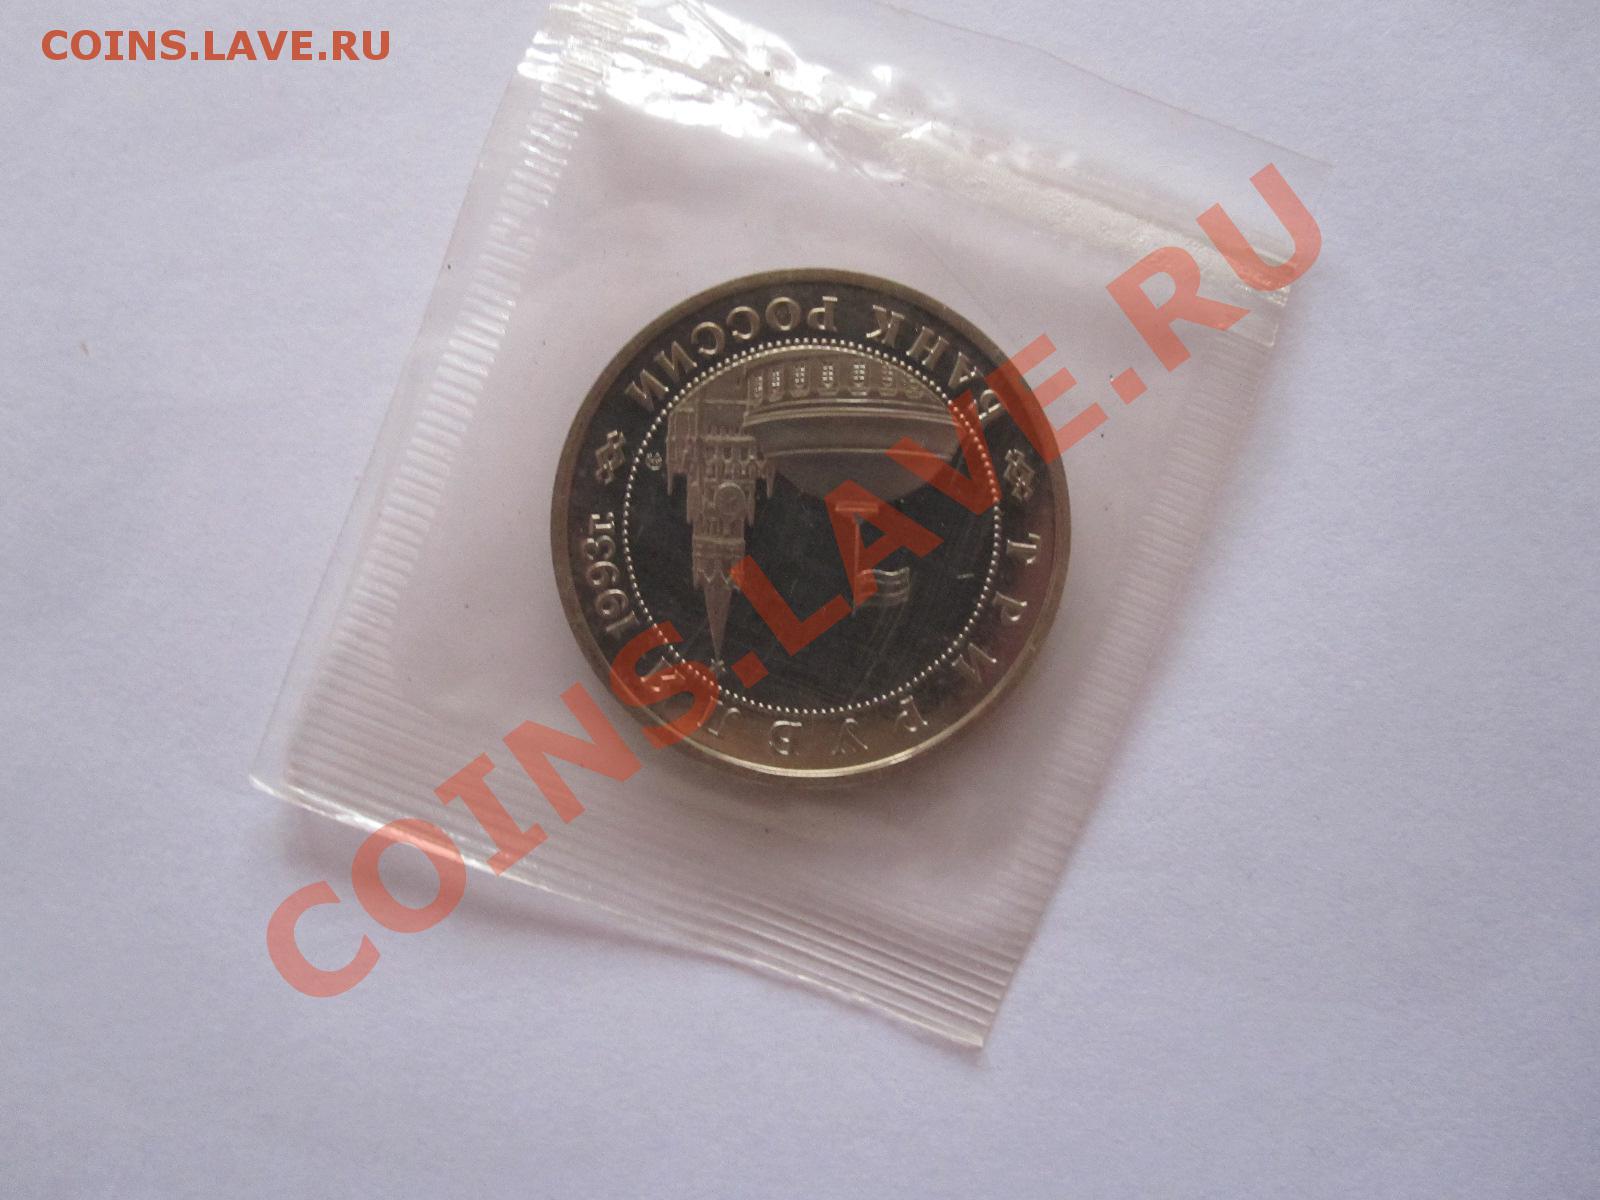 COINS.LAVE.RU
БАНК РОССИИ
1993г.
ТРИ РУБЛЯ
COINS.LAVE.RU